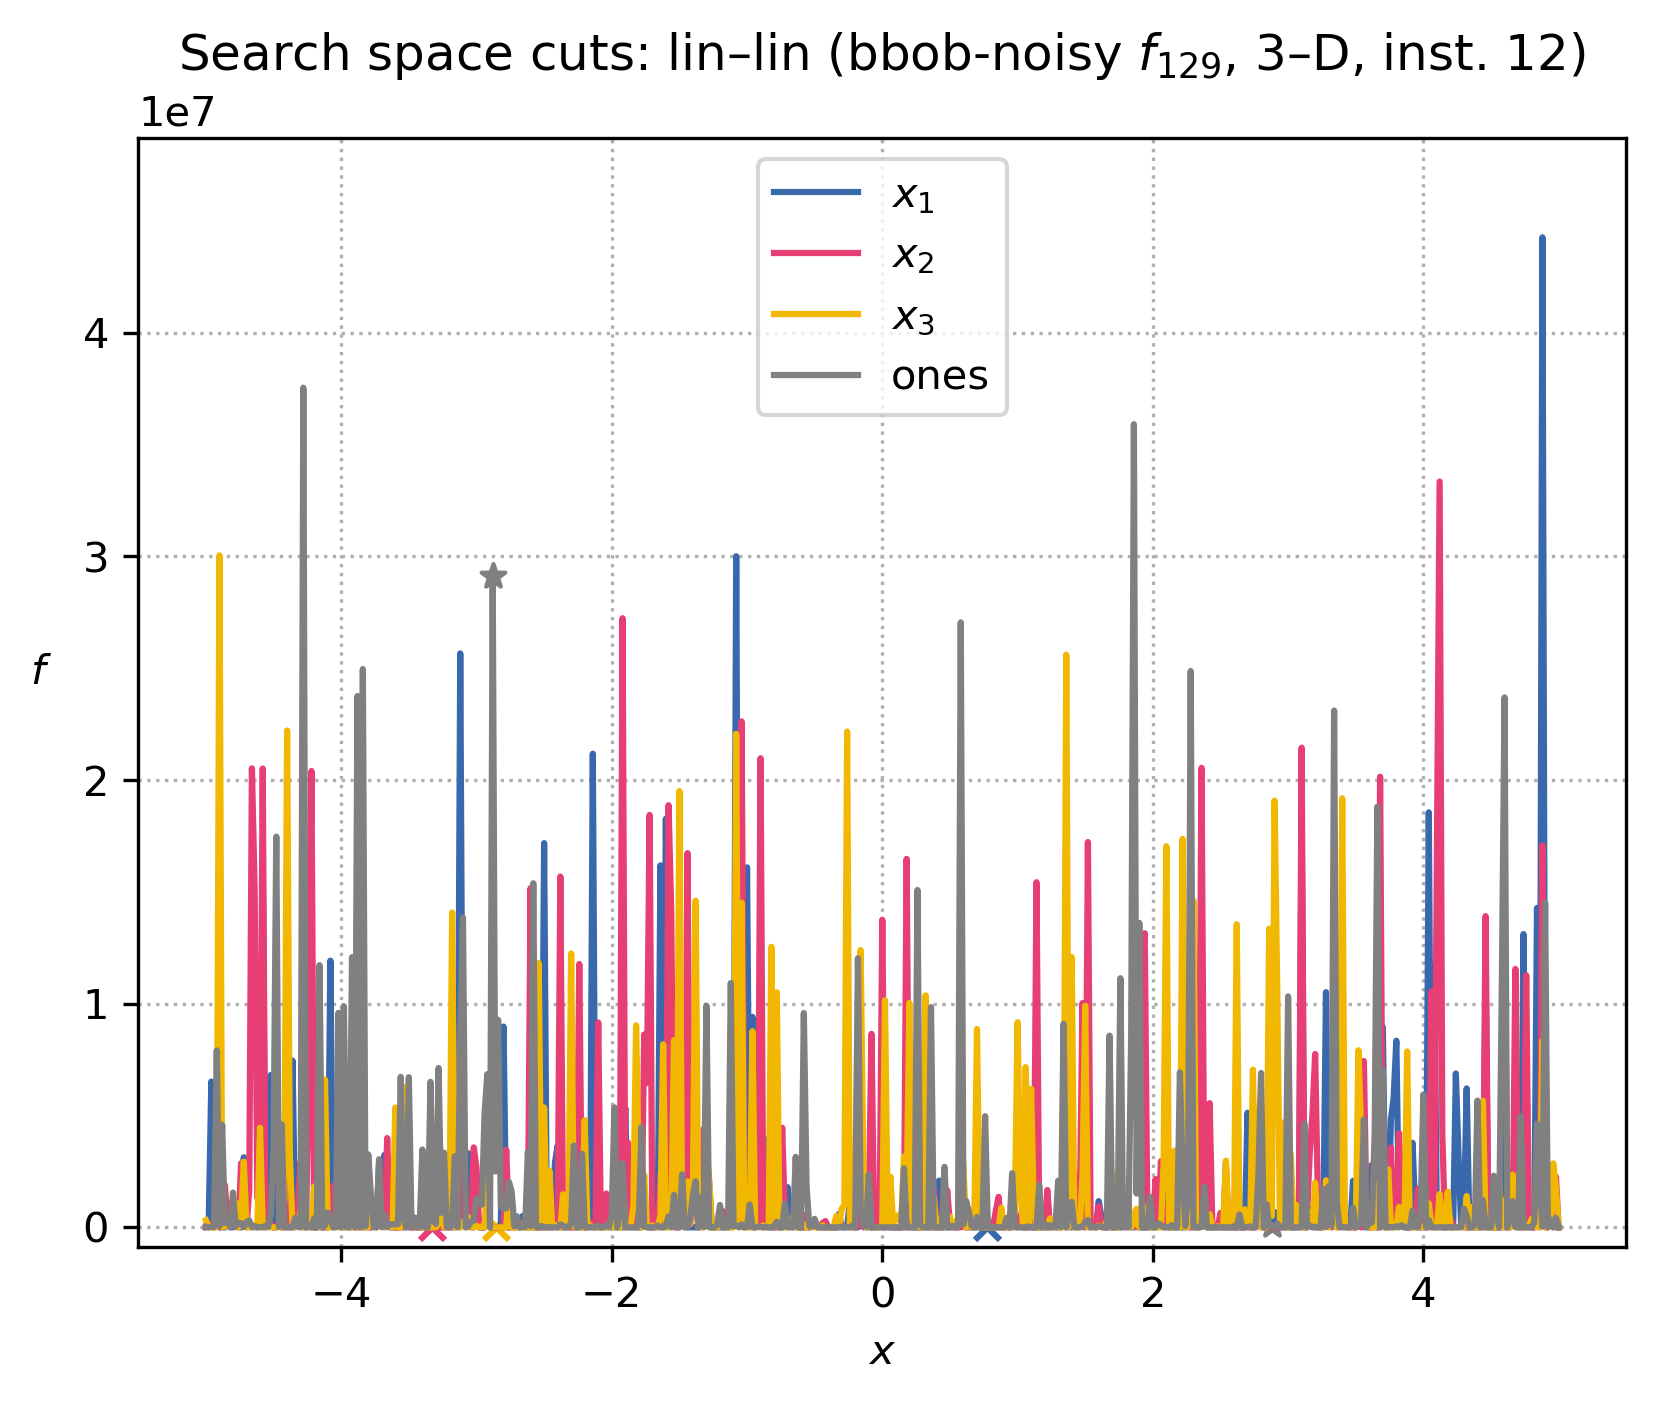 Search space cuts: lin–lin (bbob-noisy f₁₂₉, 3–D, inst. 12)
1e7
x₁
x₂
x₃
ones
4
3
2
1
0
f
−4 −2 0 2 4
x